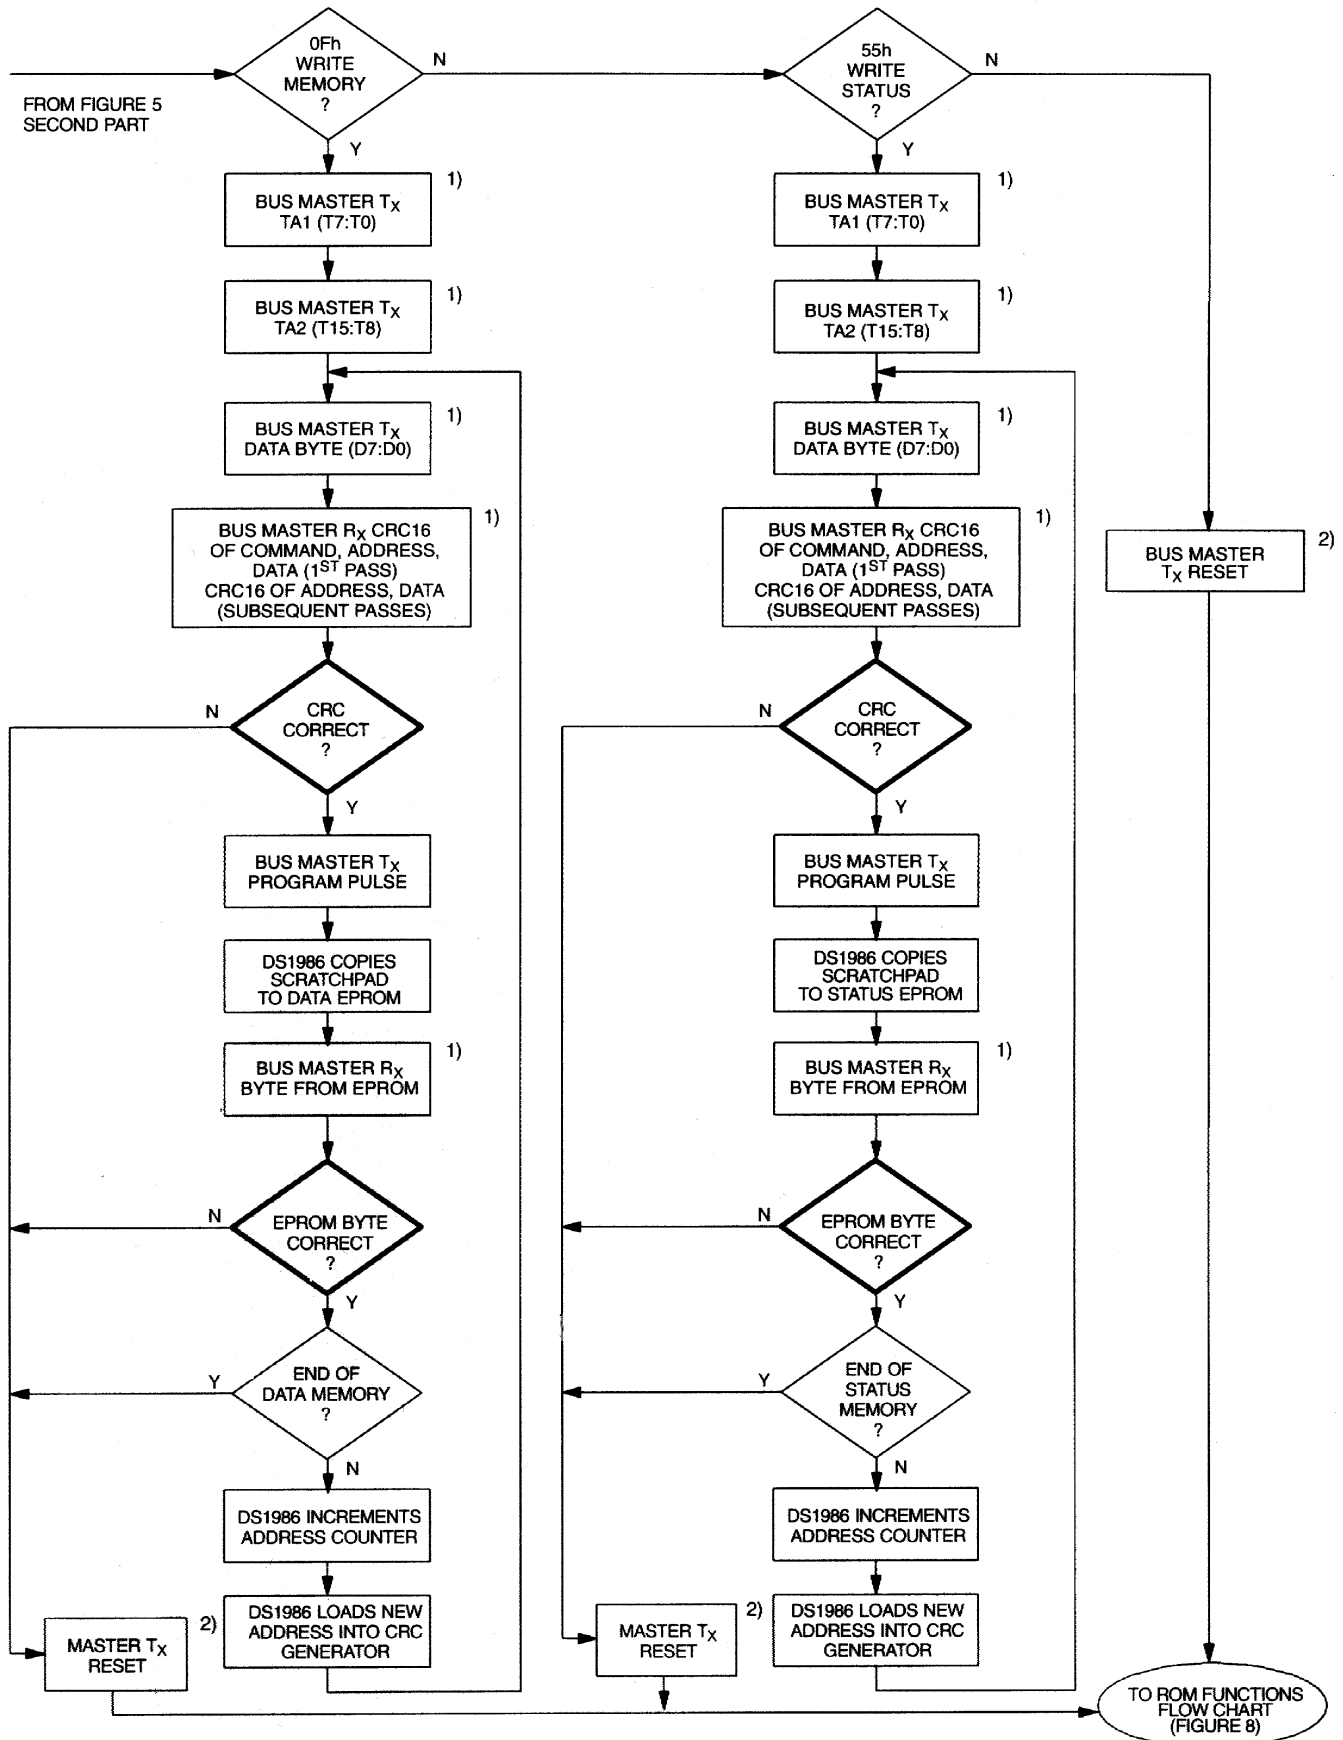 FROM FIGURE 5
SECOND PART
0Fh
WRITE
MEMORY
?
N
Y
BUS MASTER TX
TA1 (T7:T0)
1)
BUS MASTER TX
TA2 (T15:T8)
1)
BUS MASTER TX
DATA BYTE (D7:D0)
1)
BUS MASTER RX CRC16
OF COMMAND, ADDRESS,
DATA (1ST PASS)
CRC16 OF ADDRESS, DATA
(SUBSEQUENT PASSES)
1)
CRC
CORRECT
?
N
Y
BUS MASTER TX
PROGRAM PULSE
DS1986 COPIES
SCRATCHPAD
TO DATA EPROM
BUS MASTER RX
BYTE FROM EPROM
1)
EPROM BYTE
CORRECT
?
N
Y
END OF
DATA MEMORY
?
Y
N
DS1986 INCREMENTS
ADDRESS COUNTER
DS1986 LOADS NEW
ADDRESS INTO CRC
GENERATOR
MASTER TX
RESET
2)
55h
WRITE
STATUS
?
N
Y
BUS MASTER TX
TA1 (T7:T0)
1)
BUS MASTER TX
TA2 (T15:T8)
1)
BUS MASTER TX
DATA BYTE (D7:D0)
1)
BUS MASTER RX CRC16
OF COMMAND, ADDRESS,
DATA (1ST PASS)
CRC16 OF ADDRESS, DATA
(SUBSEQUENT PASSES)
1)
CRC
CORRECT
?
N
Y
BUS MASTER TX
PROGRAM PULSE
DS1986 COPIES
SCRATCHPAD
TO STATUS EPROM
BUS MASTER RX
BYTE FROM EPROM
1)
EPROM BYTE
CORRECT
?
N
Y
END OF
STATUS
MEMORY
?
Y
N
DS1986 INCREMENTS
ADDRESS COUNTER
DS1986 LOADS NEW
ADDRESS INTO CRC
GENERATOR
MASTER TX
RESET
2)
BUS MASTER
TX RESET
2)
TO ROM FUNCTIONS
FLOW CHART
(FIGURE 8)